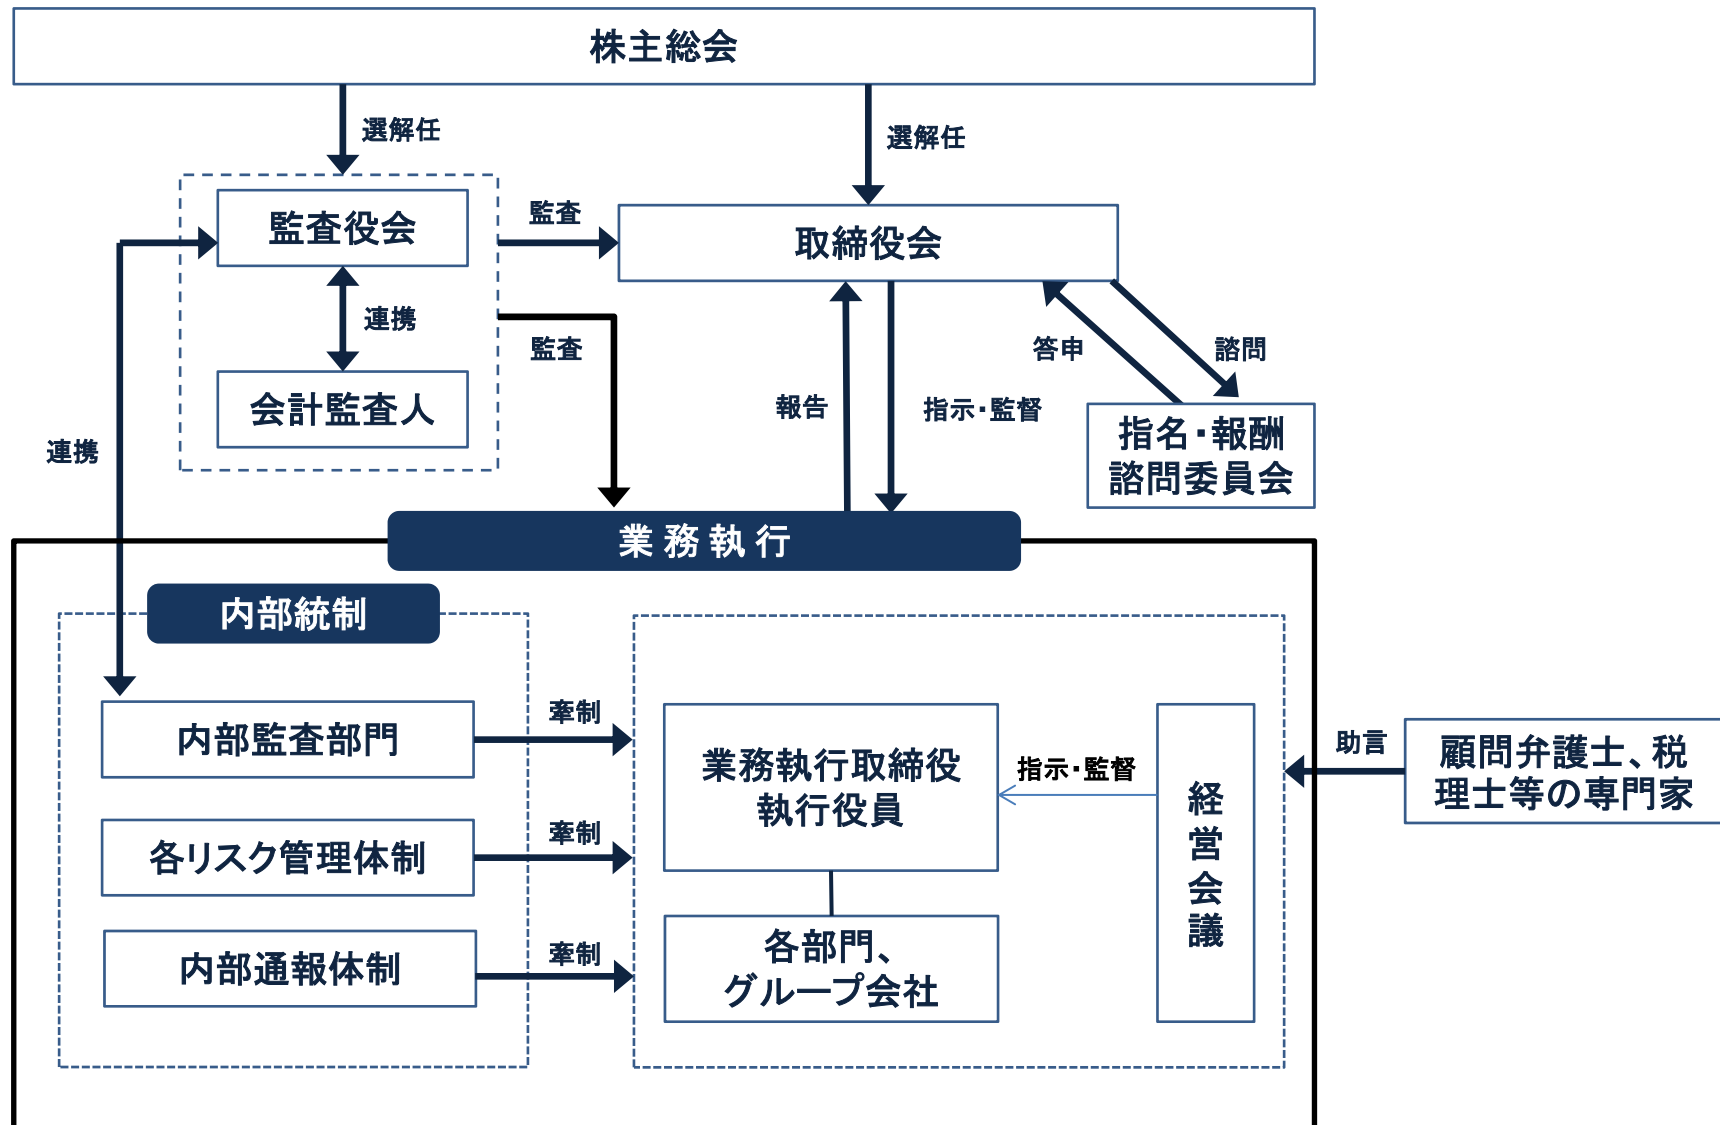 株主総会
選解任
選解任
監査役会
監査
取締役会
連携
監査
答申
諮問
会計監査人
報告
指示・監督
指名・報酬
諮問委員会
連携
業務執行
内部統制
内部監査部門
牽制
業務執行取締役
執行役員
指示・監督
経営会議
助言
顧問弁護士、税
理士等の専門家
各リスク管理体制
牽制
各部門、
グループ会社
内部通報体制
牽制